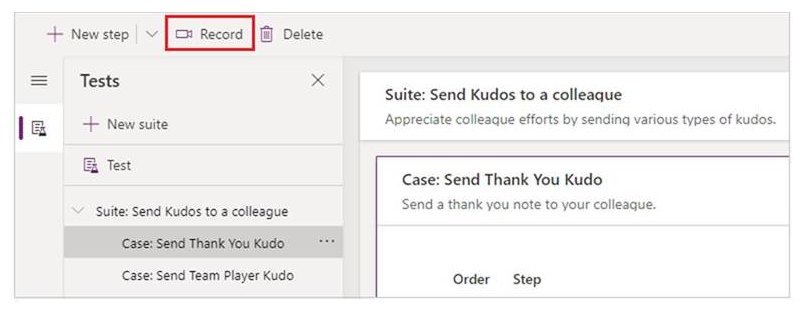 New step Record Delete
Tests
New suite
Test
Suite: Send Kudos to a colleague
Case: Send Thank You Kudo ...
Case: Send Team Player Kudo
Suite: Send Kudos to a colleague
Appreciate colleague efforts by sending various types of kudos.
Case: Send Thank You Kudo
Send a thank you note to your colleague.
Order Step